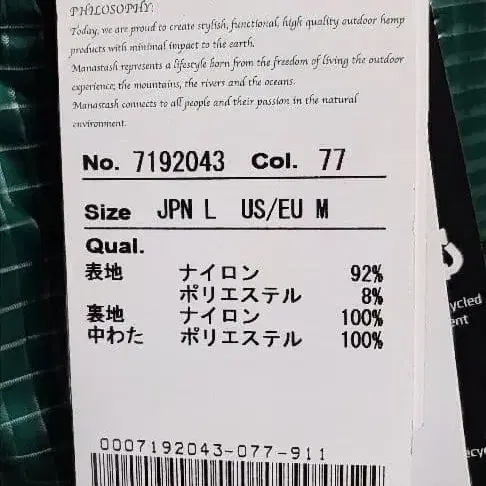 PHILOSOPHY:
Today, we are proud to create stylish, functional, high quality outdoor hemp
products with minimal impact to the earth.
Manastash represents a lifestyle born from the freedom of living the outdoor
experience; the mountains, the rivers and the oceans.
Manastash connects to all people and their passion in the natural
environment.
No. 7192043 Col. 77
Size JPN L US/EU M
Qual.
表地 ナイロン 92%
ポリエステル 8%
裏地 ナイロン 100%
中わた ポリエステル 100%
0007192043-077-911